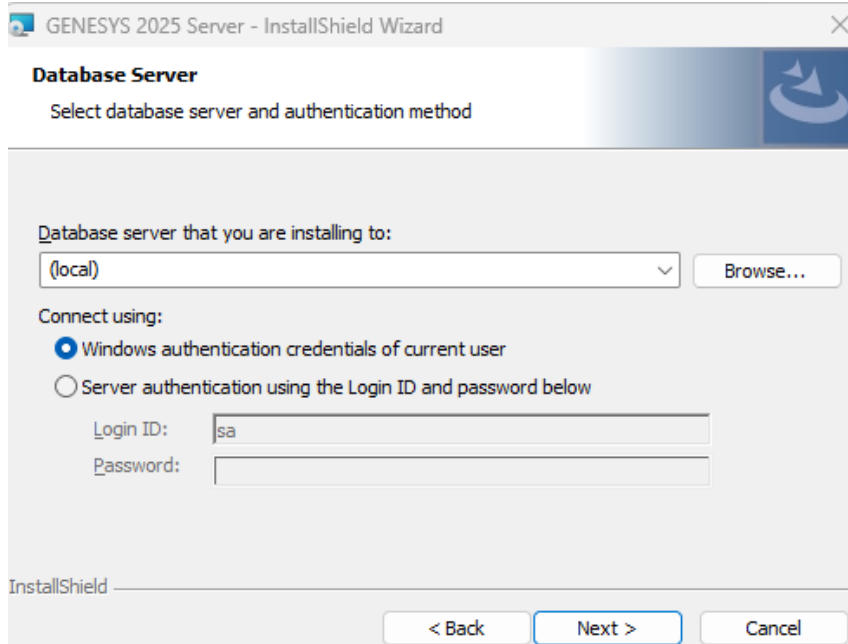 GENESYS 2025 Server - InstallShield Wizard
Database Server
Select database server and authentication method
Database server that you are installing to:
(local)
Browse...
Connect using:
Windows authentication credentials of current user
Server authentication using the Login ID and password below
Login ID:
sa
Password:
InstallShield
< Back
Next >
Cancel